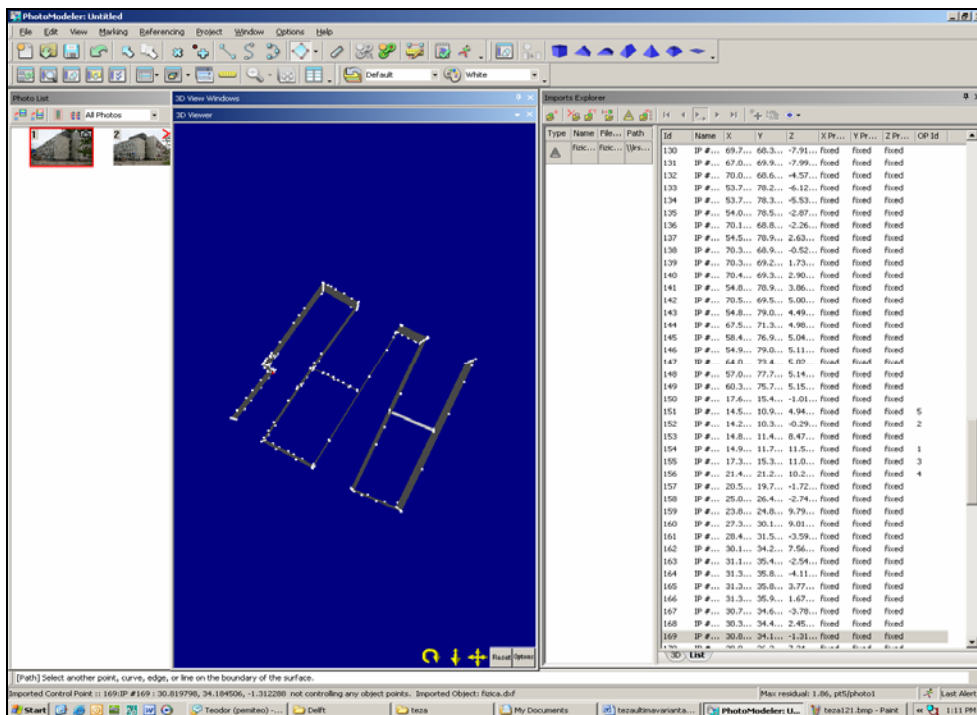 PhotoModeler: Untitled
File Edit View Marking Referencing Project Window Options Help
Default White
Photo List
All Photos
1 2
3D View Windows
3D Viewer
Reset Options
Imports Explorer
Type Name File... Path
fizic... fizic...
Id Name X Y Z X Pr... Y Pr... Z Pr... OP Id
130 IP #... 69.7... 68.3... -7.91... fixed fixed fixed
131 IP #... 67.0... 69.9... -7.99... fixed fixed fixed
132 IP #... 70.0... 68.6... -4.57... fixed fixed fixed
133 IP #... 53.7... 78.2... -6.12... fixed fixed fixed
134 IP #... 53.7... 78.3... -5.53... fixed fixed fixed
135 IP #... 54.0... 78.5... -2.87... fixed fixed fixed
136 IP #... 70.1... 68.8... -2.26... fixed fixed fixed
137 IP #... 54.5... 78.9... 2.63... fixed fixed fixed
138 IP #... 70.3... 68.9... -0.52... fixed fixed fixed
139 IP #... 70.3... 69.2... 1.73... fixed fixed fixed
140 IP #... 70.4... 69.3... 2.90... fixed fixed fixed
141 IP #... 54.8... 78.9... 3.86... fixed fixed fixed
142 IP #... 70.5... 69.5... 5.00... fixed fixed fixed
143 IP #... 54.8... 79.0... 4.49... fixed fixed fixed
144 IP #... 67.5... 71.3... 4.98... fixed fixed fixed
145 IP #... 58.4... 76.9... 5.04... fixed fixed fixed
146 IP #... 54.9... 79.0... 5.11... fixed fixed fixed
147 IP #... 64.0... 73.4... 5.02... fixed fixed fixed
148 IP #... 57.0... 77.7... 5.14... fixed fixed fixed
149 IP #... 60.3... 75.7... 5.15... fixed fixed fixed
150 IP #... 17.6... 15.4... -1.01... fixed fixed fixed
151 IP #... 14.5... 10.9... 4.94... fixed fixed fixed 5
152 IP #... 14.2... 10.3... -0.29... fixed fixed fixed 2
153 IP #... 14.8... 11.4... 8.47... fixed fixed fixed
154 IP #... 14.9... 11.7... 11.5... fixed fixed fixed 1
155 IP #... 17.3... 15.3... 11.0... fixed fixed fixed 3
156 IP #... 21.4... 21.2... 10.2... fixed fixed fixed 4
157 IP #... 20.5... 19.7... -1.72... fixed fixed fixed
158 IP #... 25.0... 26.4... -2.74... fixed fixed fixed
159 IP #... 23.8... 24.8... 9.79... fixed fixed fixed
160 IP #... 27.3... 30.1... 9.01... fixed fixed fixed
161 IP #... 28.4... 31.5... -3.59... fixed fixed fixed
162 IP #... 30.1... 34.2... 7.56... fixed fixed fixed
163 IP #... 31.1... 35.4... -2.54... fixed fixed fixed
164 IP #... 31.3... 35.8... -4.11... fixed fixed fixed
165 IP #... 31.3... 35.8... 3.77... fixed fixed fixed
166 IP #... 31.3... 35.9... 1.67... fixed fixed fixed
167 IP #... 30.7... 34.6... -3.78... fixed fixed fixed
168 IP #... 30.3... 34.4... 2.45... fixed fixed fixed
169 IP #... 30.8... 34.1... -1.31... fixed fixed fixed
3D List
[Path] Select another point, curve, edge, or line on the boundary of the surface.
Imported Control Point :: 169:IP #169 : 30.819798, 34.184506, -1.312288 not controlling any object points. Imported Object: fizica.dxf
Max residual: 1.86, pt5/photo1 Last Alert
Start Teodor (pemiteo) -... Delft teza My Documents tezaultimavarianta... PhotoModeler: U... teza121.bmp - Paint 1:11 PM